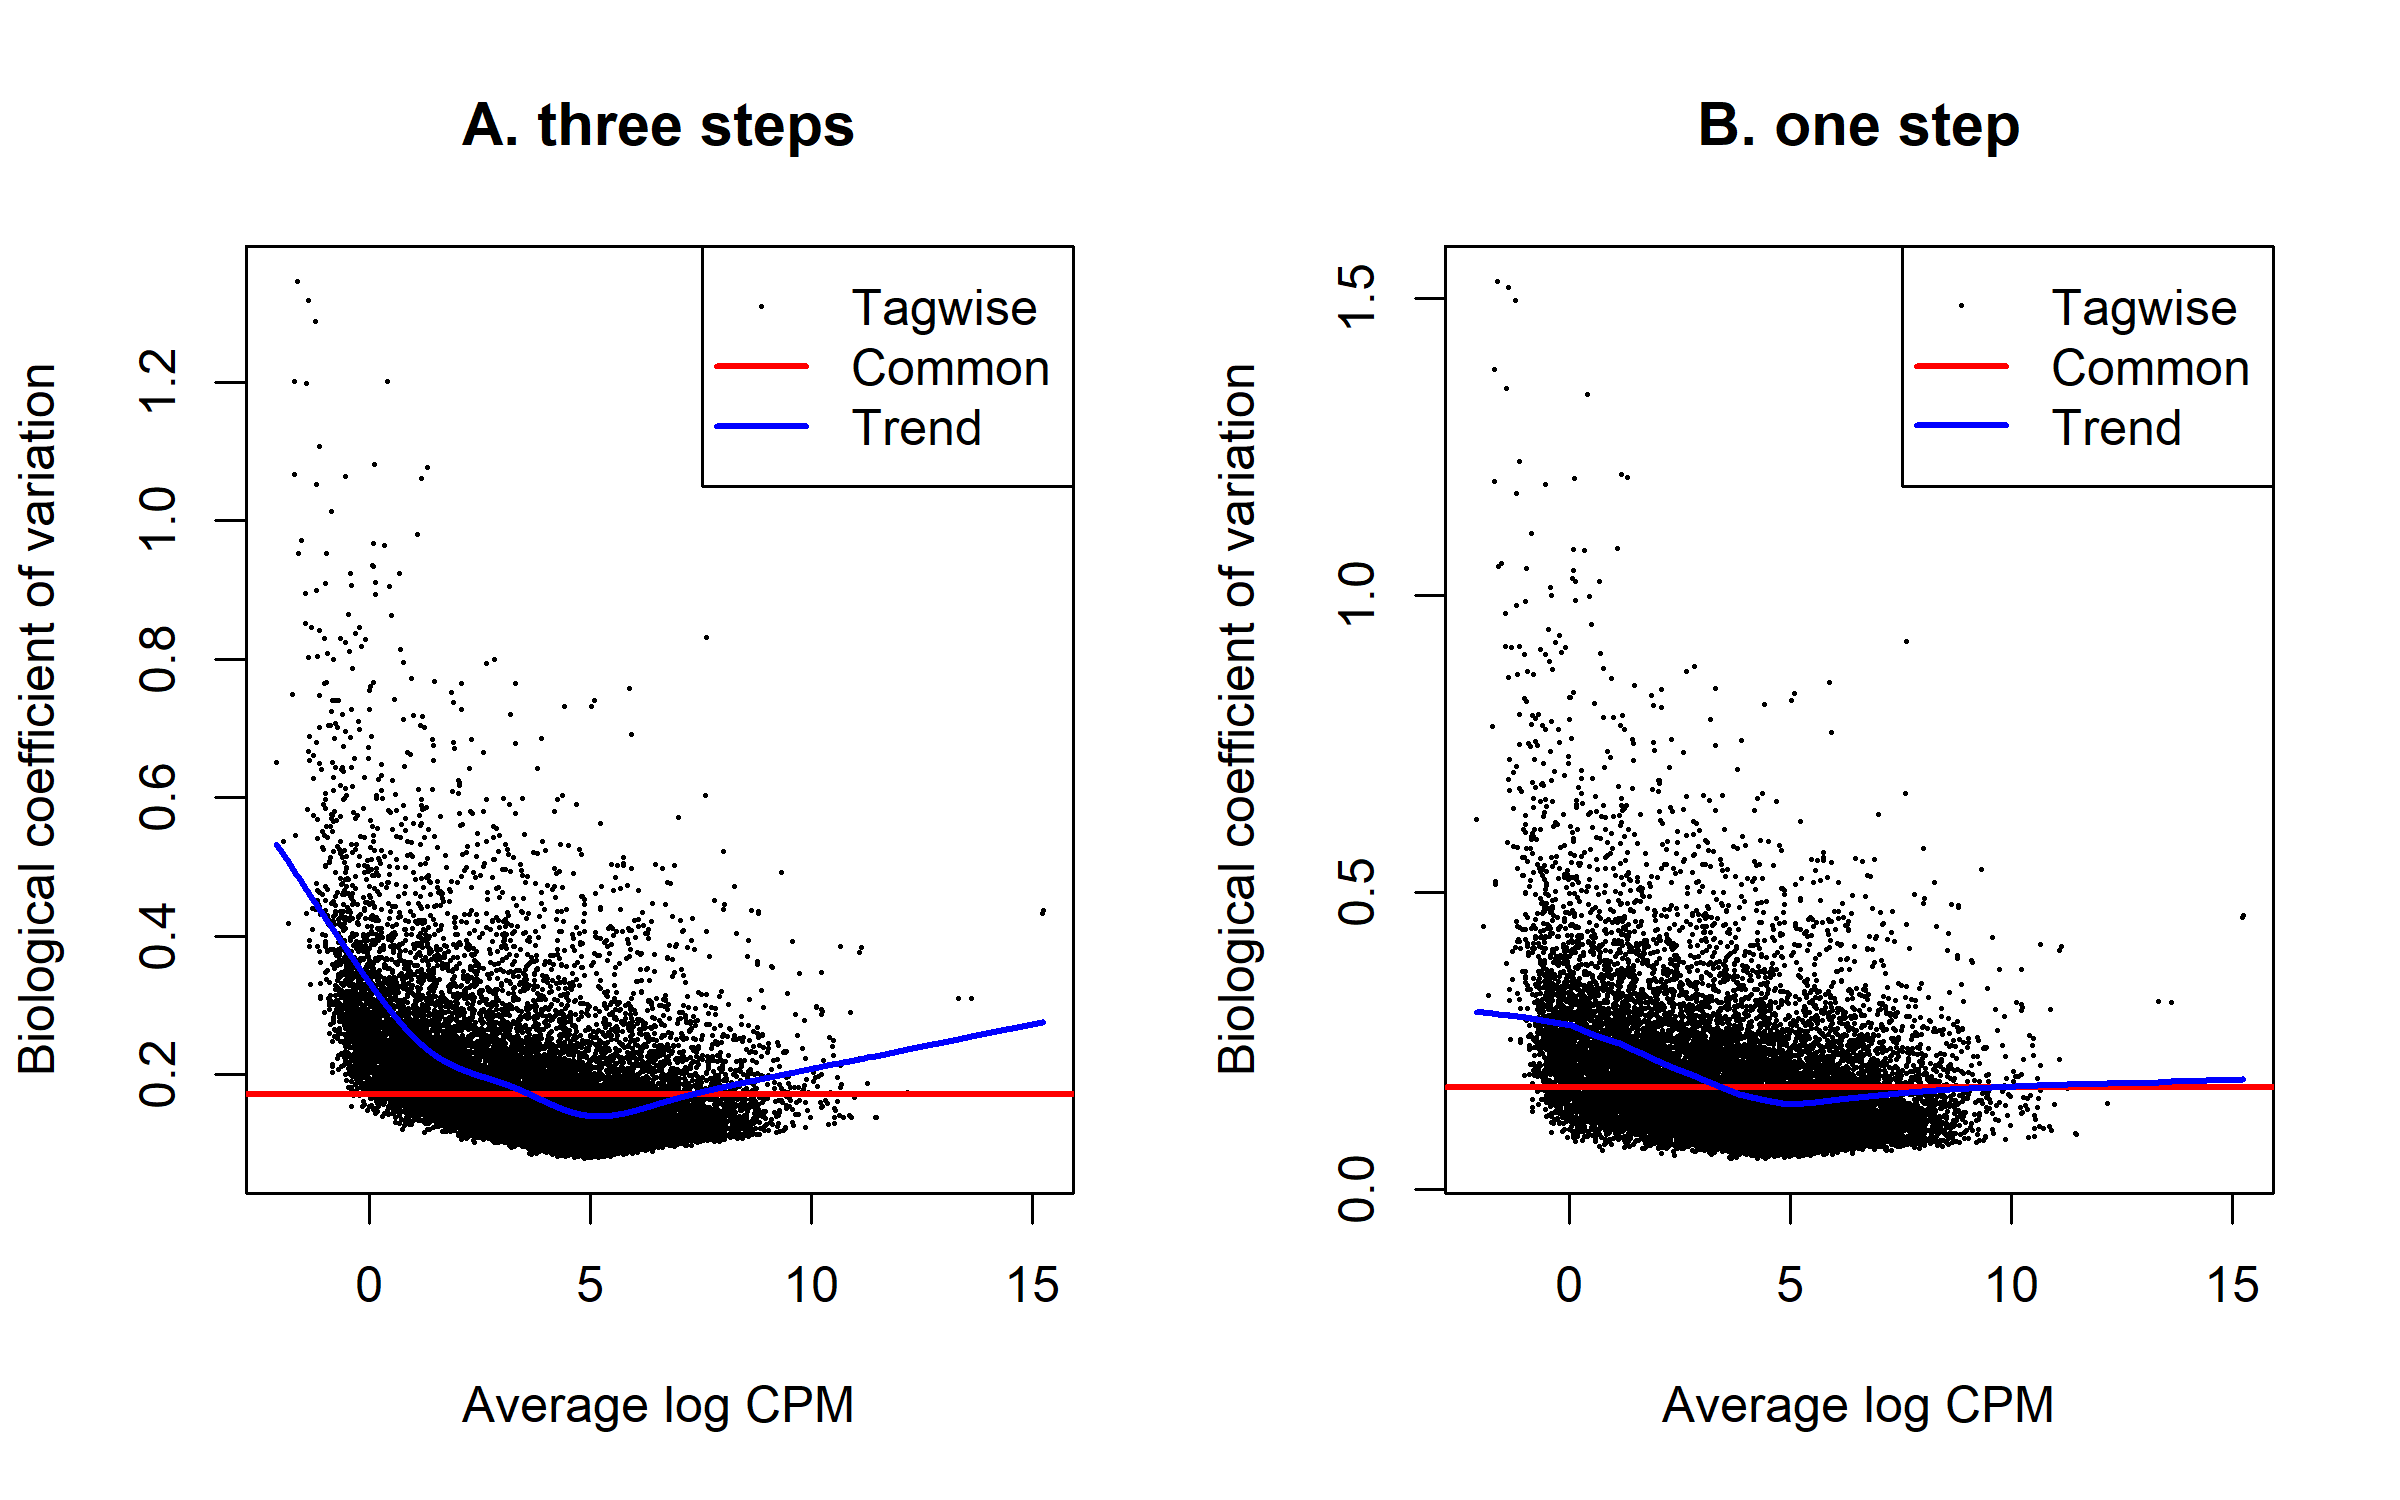 A. three steps
Biological coefficient of variation
1.2
1.0
0.8
0.6
0.4
0.2
Tagwise
Common
Trend
0 5 10 15
Average log CPM
B. one step
Biological coefficient of variation
1.5
1.0
0.5
0.0
Tagwise
Common
Trend
0 5 10 15
Average log CPM